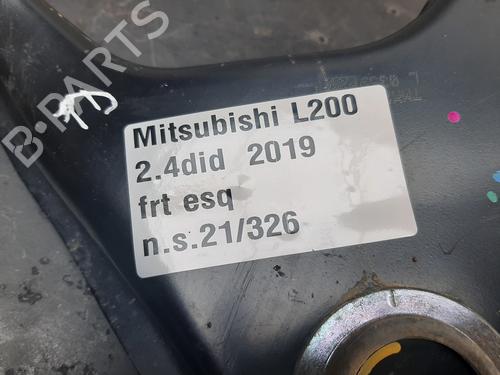 Mitsubishi L200
2.4did 2019
frt esq
n.s.21/326
B-PARTS